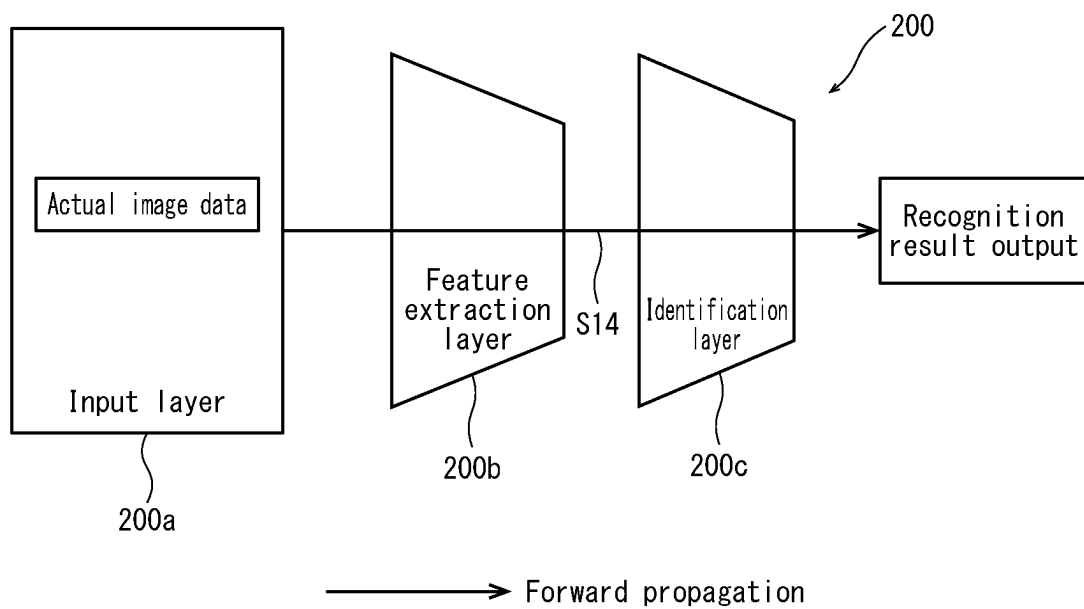 200
Actual image data
Input layer
200a
Feature
extraction
layer
200b
S14
Identification
layer
200c
Recognition
result output
Forward propagation